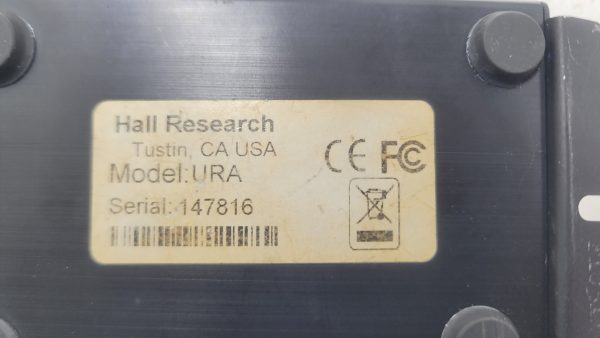 Hall Research
Tustin, CA USA
Model:URA
Serial:147816
CE FC